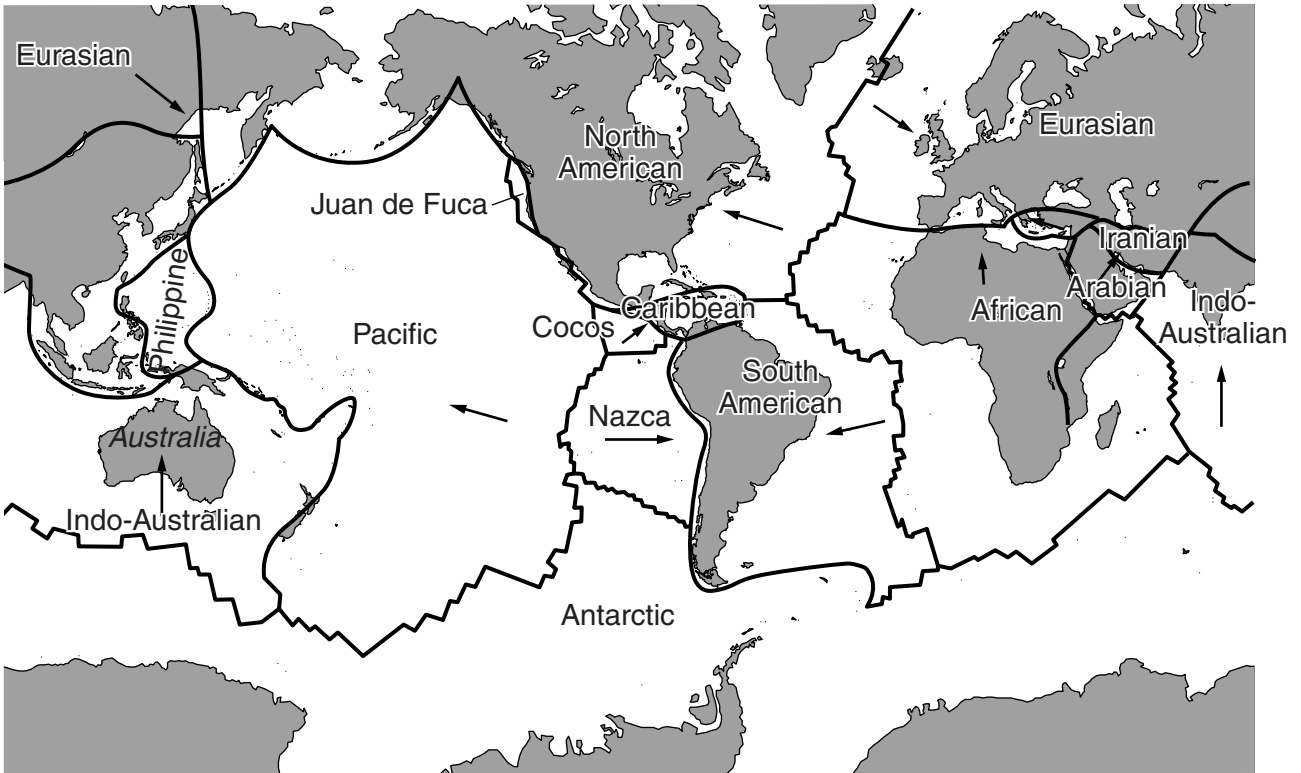 Eurasian
North
American
Eurasian
Juan de Fuca
Philippine
Iranian
Arabian
African
Indo-
Australian
Caribbean
Cocos
Pacific
South
American
Nazca
Australia
Indo-Australian
Antarctic